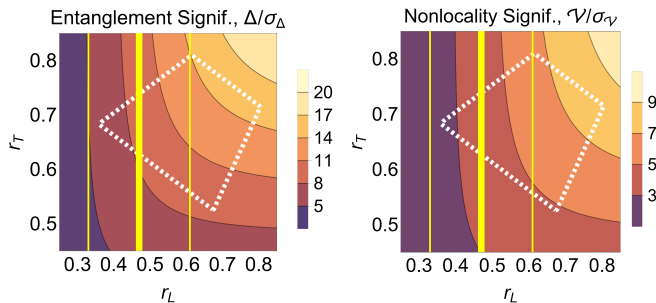 Entanglement Signif., Δ/σ_Δ
Nonlocality Signif., 𝒱/σ_𝒱
0.8
0.7
0.6
0.5
r_T
0.3 0.4 0.5 0.6 0.7 0.8
r_L
20
17
14
11
8
5
0.8
0.7
0.6
0.5
r_T
0.3 0.4 0.5 0.6 0.7 0.8
r_L
9
7
5
3